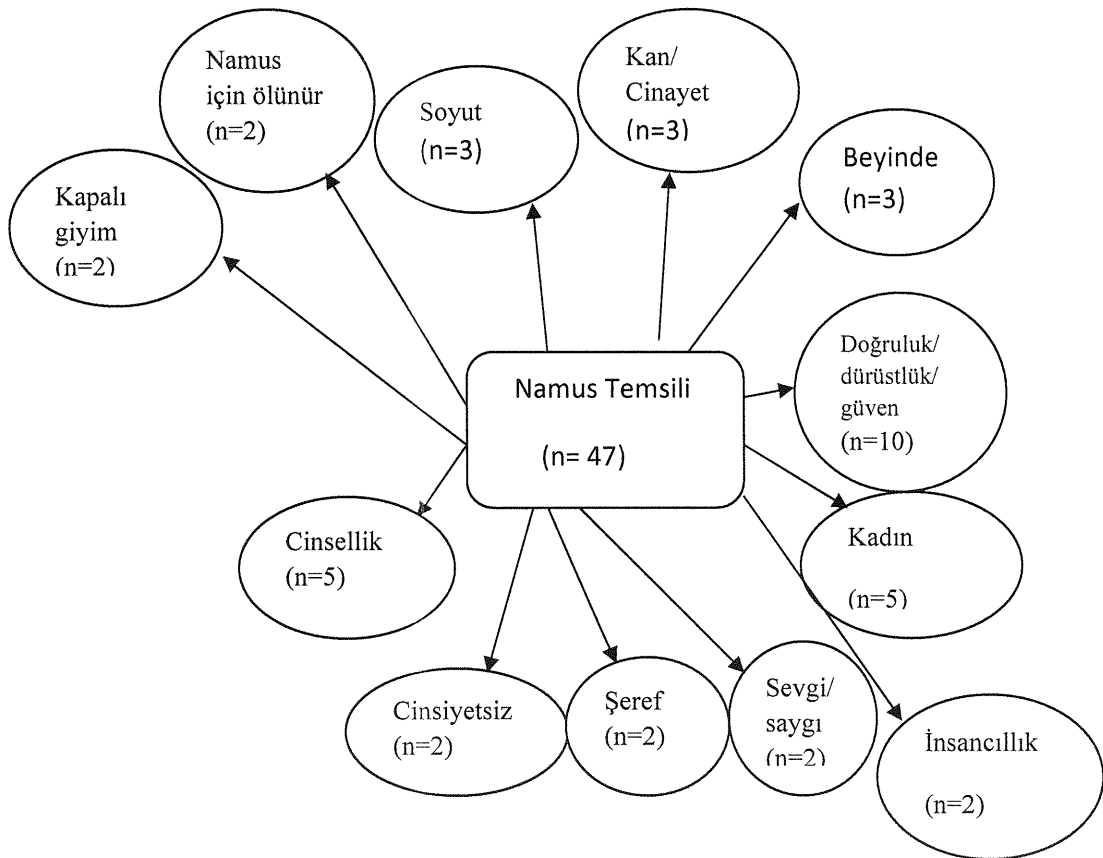 Namus
için ölünür
(n=2)
Soyut
(n=3)
Kan/
Cinayet
(n=3)
Beyinde
(n=3)
Kapalı
giyim
(n=2)
Doğruluk/
dürüstlük/
güven
(n=10)
Namus Temsili
(n= 47)
Cinsellik
(n=5)
Kadın
(n=5)
Cinsiyetsiz
(n=2)
Şeref
(n=2)
Sevgi/
saygı
(n=2)
İnsancıllık
(n=2)